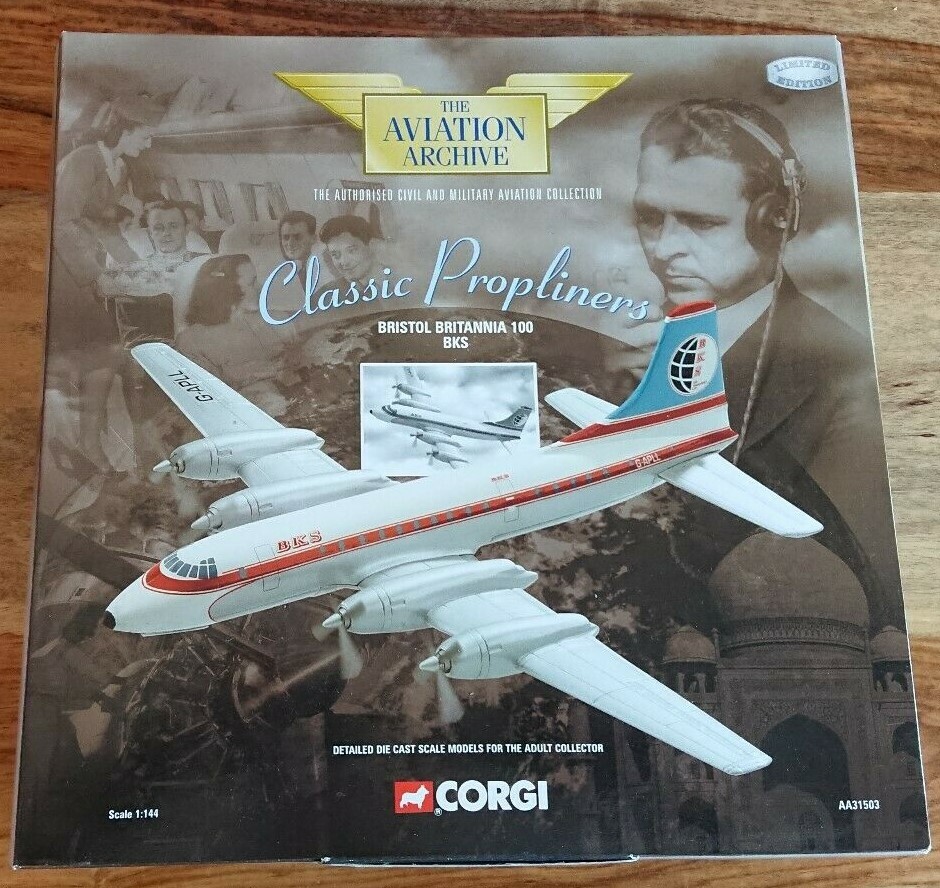 LIMITED
EDITION
THE
AVIATION
ARCHIVE
THE AUTHORISED CIVIL AND MILITARY AVIATION COLLECTION
Classic Propliners
BRISTOL BRITANNIA 100
BKS
G-APLL
BKS
G-APLL
DETAILED DIE CAST SCALE MODELS FOR THE ADULT COLLECTOR
CORGI
®
Scale 1:144
AA31503